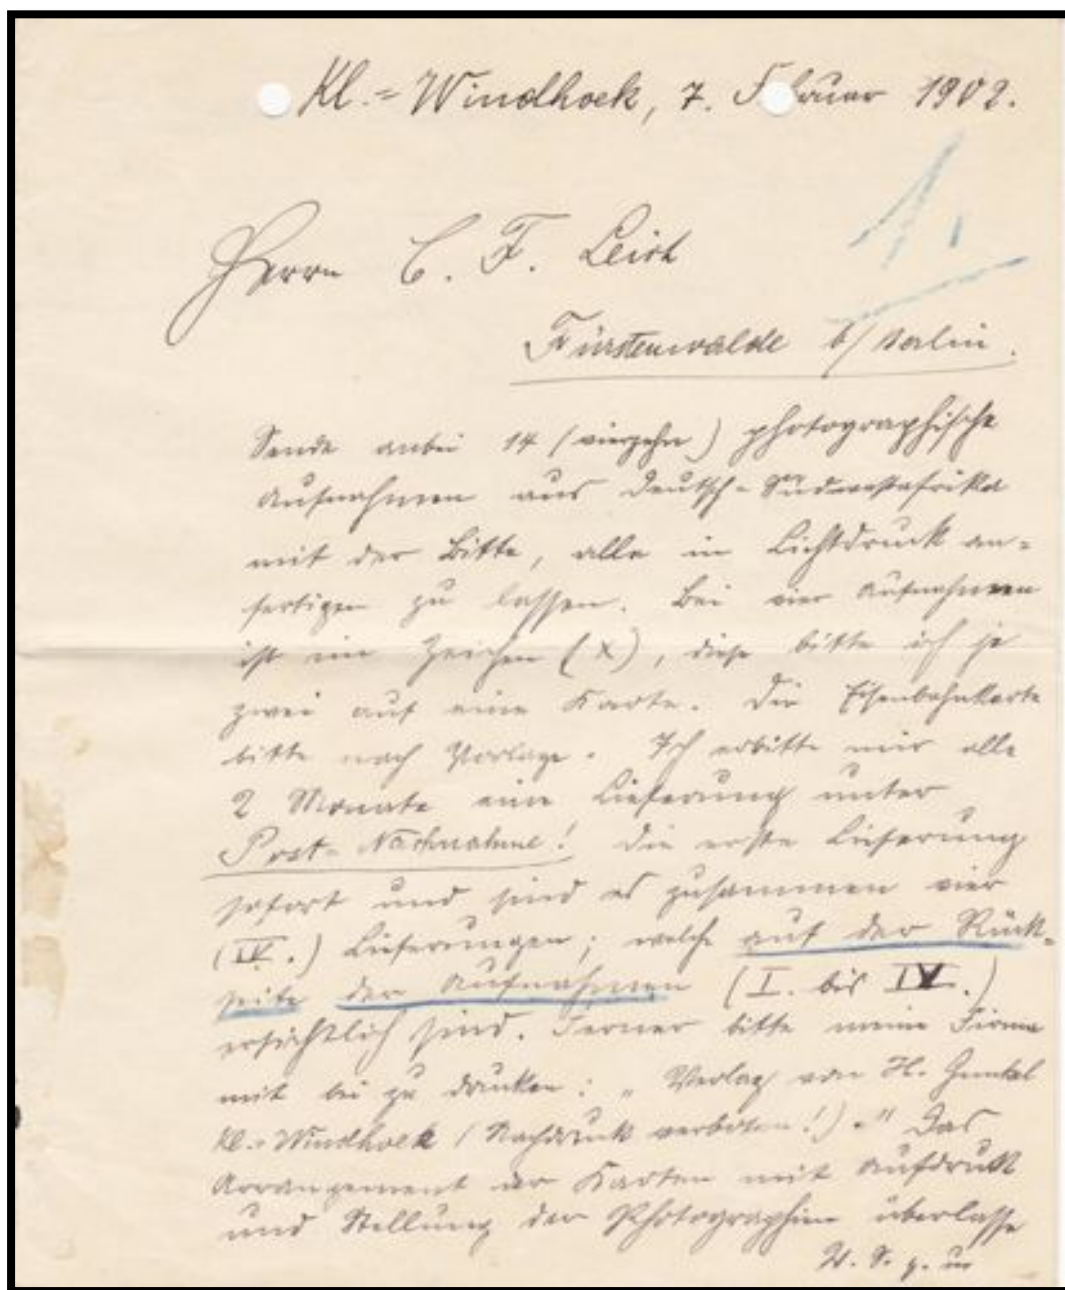 Kl.= Windhoek, 7. Februar 1902.
1.
Herrn C. F. Leist
Fürstenwalde b/ Berlin.
Sende anbei 14 (vierzehn) photographische
Aufnahmen aus Deutsch-Südwestafrika
mit der Bitte, alle in Lichtdruck an=
fertigen zu lassen. Bei vier Aufnahmen
ist ein Zeichen (X), diese bitte ich je
zwei auf eine Karte. Die Eisenbahnkarte
bitte nach Vorlage. Ich erbitte mir alle
2 Monate eine Lieferung unter
Post= Nachnahme! Die erste Lieferung
sofort und sind es zusammen vier
(IV.) Lieferungen; welche auf der Rück=
seite der Aufnahmen (I. bis IV.)
ersichtlich sind. Ferner bitte meine Firma
mit bei zu drucken: „ Verlag von H.
Kl.=Windhoek (Nachdruck verboten!)." Das
Arrangement der Karten mit Aufdruck
und Stellung der Photographien überlasse